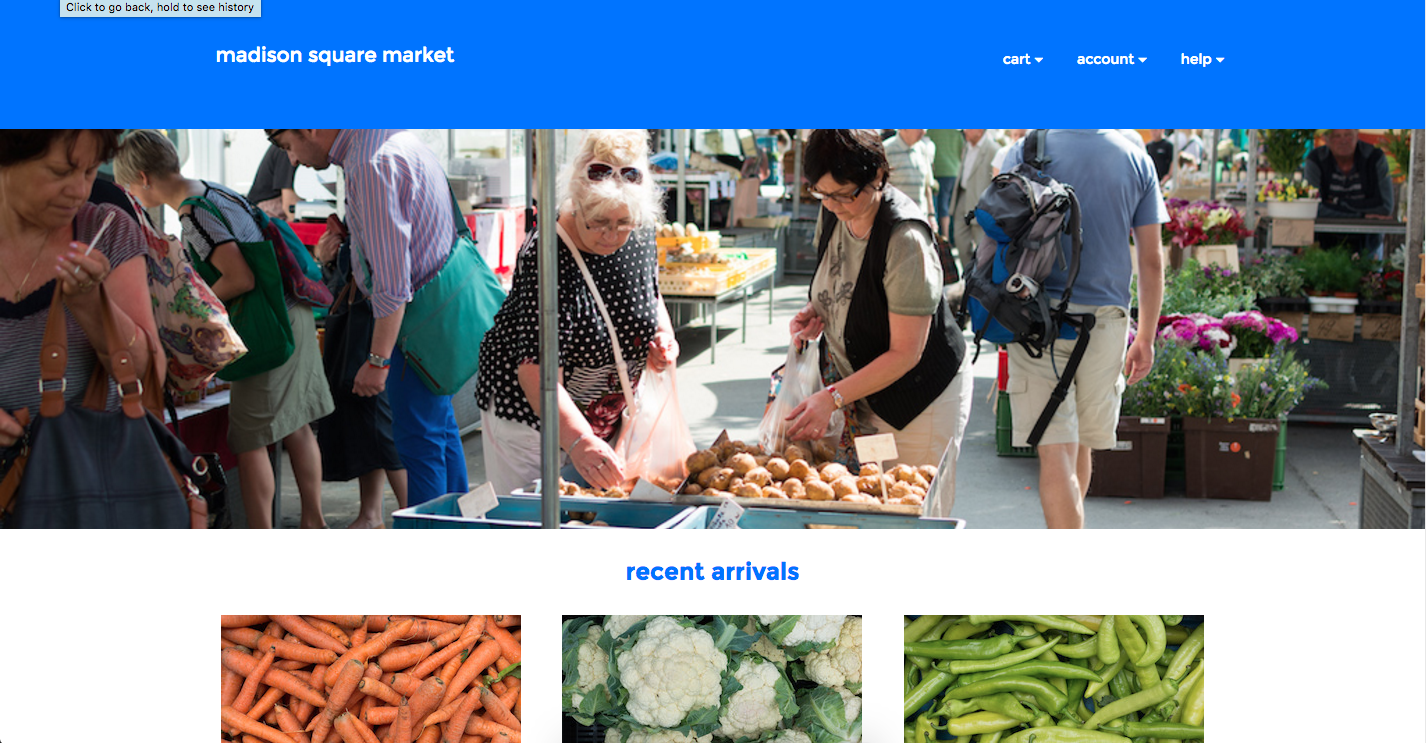 Click to go back, hold to see history
madison square market
cart
account
help
recent arrivals